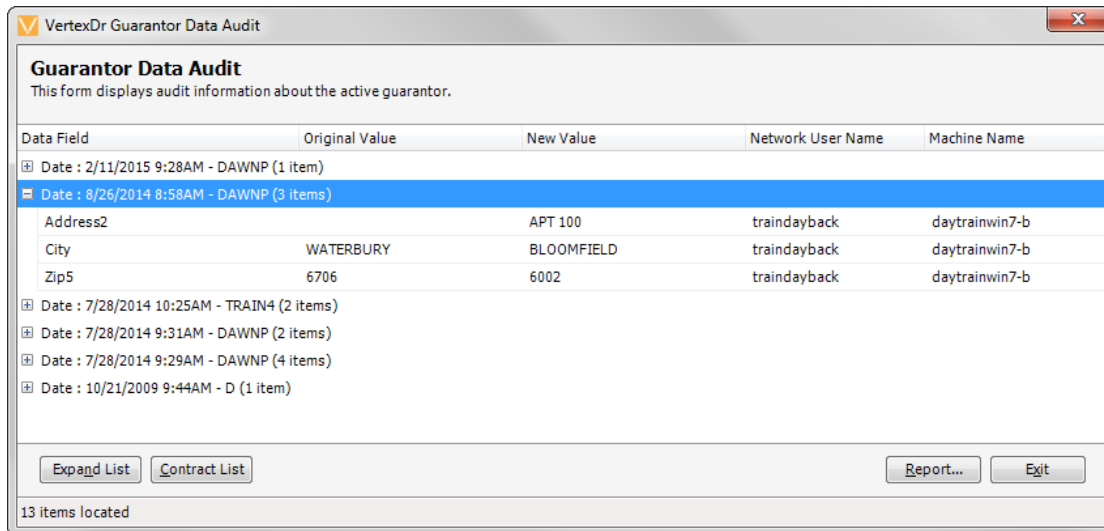 VertexDr Guarantor Data Audit
Guarantor Data Audit
This form displays audit information about the active guarantor.
Data Field Original Value New Value Network User Name Machine Name
Date : 2/11/2015 9:28AM - DAWNP (1 item)
Date : 8/26/2014 8:58AM - DAWNP (3 items)
Address2 APT 100 traindayback daytrainwin7-b
City WATERBURY BLOOMFIELD traindayback daytrainwin7-b
Zip5 6706 6002 traindayback daytrainwin7-b
Date : 7/28/2014 10:25AM - TRAIN4 (2 items)
Date : 7/28/2014 9:31AM - DAWNP (2 items)
Date : 7/28/2014 9:29AM - DAWNP (4 items)
Date : 10/21/2009 9:44AM - D (1 item)
Expand List Contract List Report... Exit
13 items located